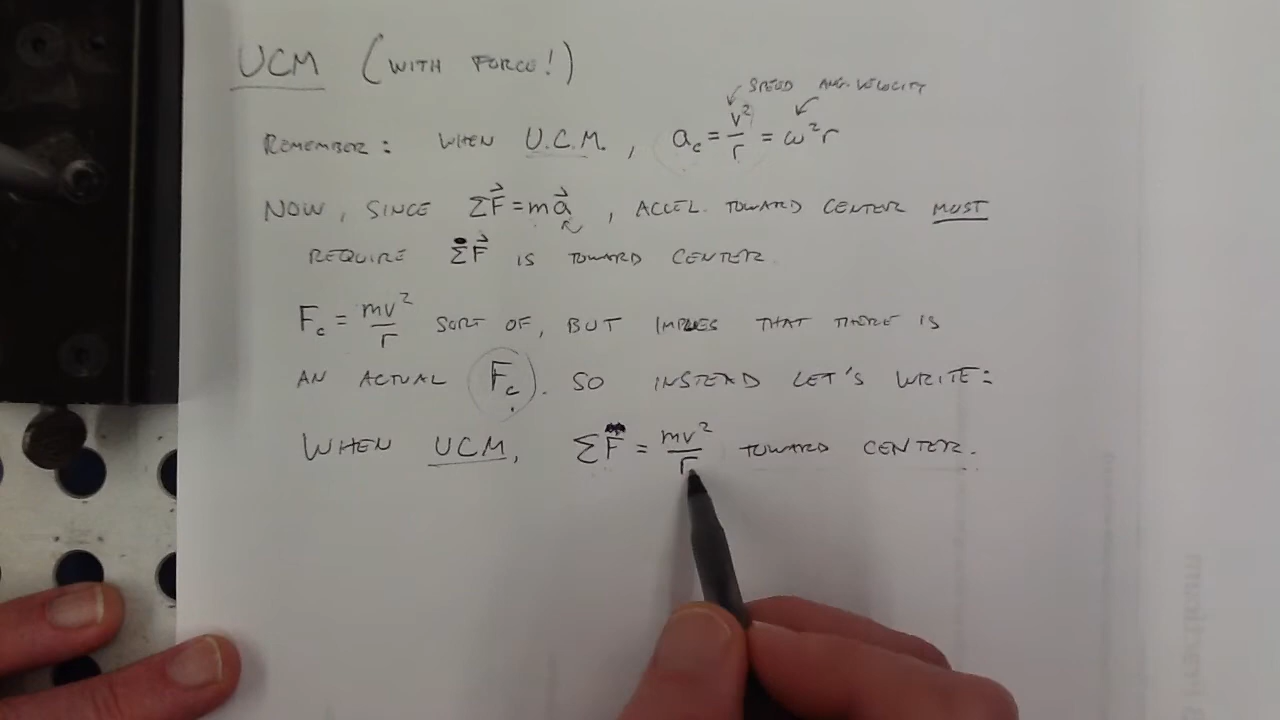 UCM (WITH FORCE!)
SPEED ANG. VELOCITY
REMEMBER: WHEN U.C.M., a_c = v²/r = ω²r
NOW, SINCE ΣF⃗ = ma⃗, ACCEL. TOWARD CENTER MUST
REQUIRE ΣF⃗ IS TOWARD CENTER
F_c = mv²/r SORT OF, BUT IMPLIES THAT THERE IS
AN ACTUAL F_c. SO INSTEAD LET'S WRITE:
WHEN UCM, ΣF = mv²/r TOWARD CENTER.